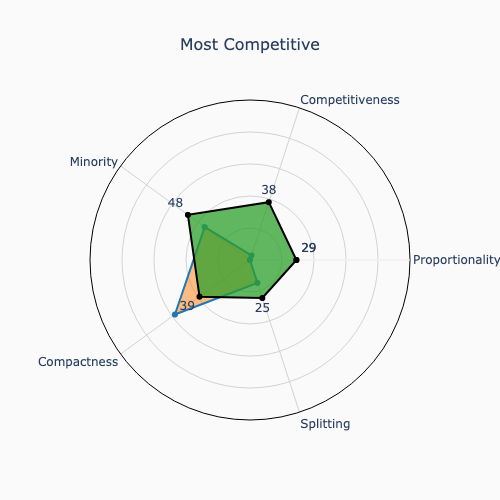 Most Competitive
Competitiveness
Minority
38
48
29
Proportionality
39
25
Compactness
Splitting